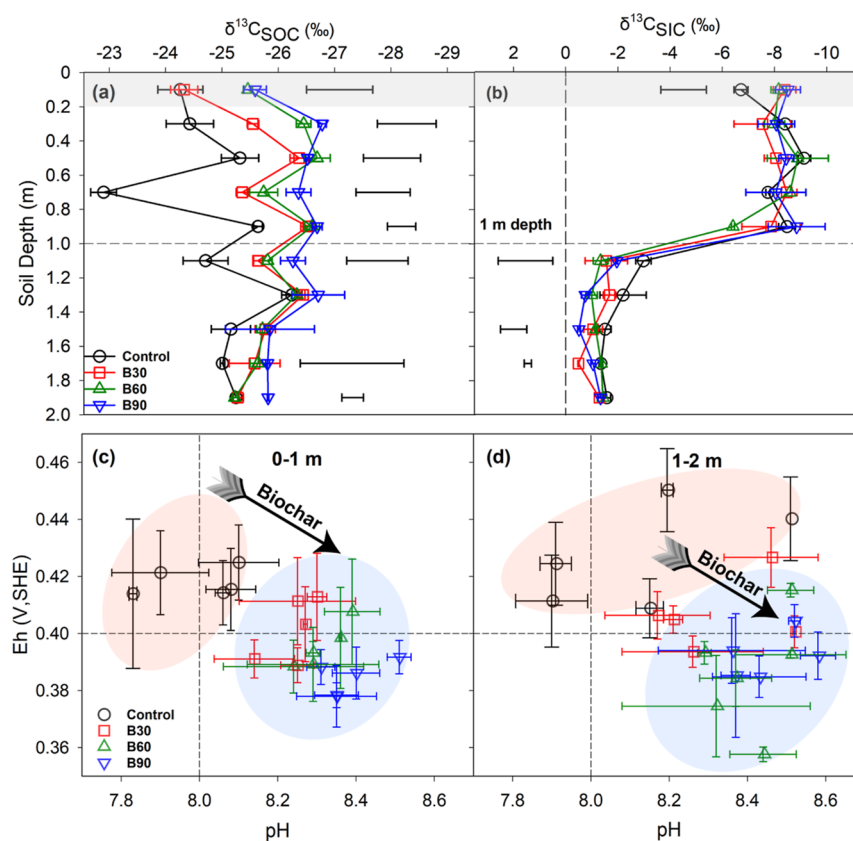 δ¹³C_SOC (‰)
δ¹³C_SIC (‰)
-23 -24 -25 -26 -27 -28 -29
2 0 -2 -4 -6 -8 -10
(a)
(b)
0
0.2
0.4
0.6
0.8
1.0
1.2
1.4
1.6
1.8
2.0
Soil Depth (m)
1 m depth
Control
B30
B60
B90
(c)
0-1 m
Biochar
(d)
1-2 m
Biochar
0.46
0.44
0.42
0.40
0.38
0.36
Eh (V,SHE)
Control
B30
B60
B90
7.8 8.0 8.2 8.4 8.6
7.8 8.0 8.2 8.4 8.6
pH
pH